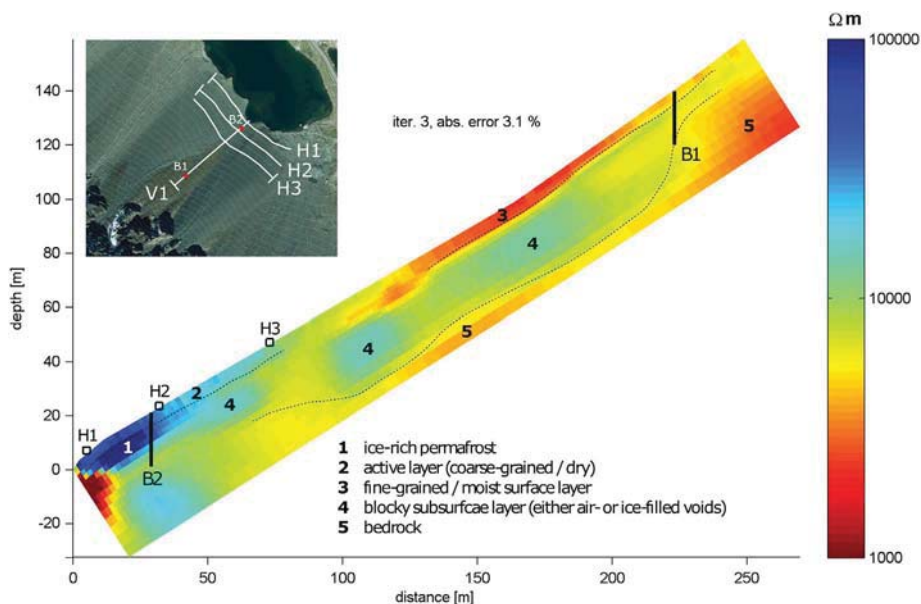 Ωm
100000
10000
1000
140
120
100
80
60
40
20
0
-20
depth [m]
0
50
100
150
200
250
distance [m]
iter. 3, abs. error 3.1 %
B2
B1
V1
H1
H2
H3
B1
5
3
4
5
4
H3
2
4
H2
H1
1
B2
1 ice-rich permafrost
2 active layer (coarse-grained / dry)
3 fine-grained / moist surface layer
4 blocky subsurfcae layer (either air- or ice-filled voids)
5 bedrock